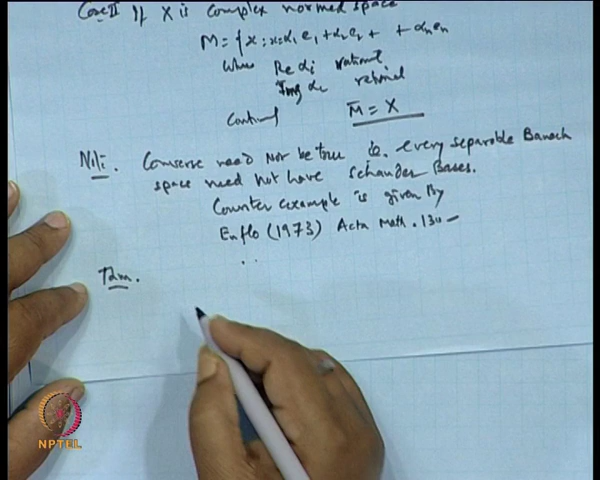 Case II If X is complex normed space
M = {x : x = α1 e1 + α2 e2 + + αn en
where Re αi rational
Img αi rational
Continued M̄ = X
Note. Converse need not be true ie. every separable Banach
space need not have Schauder Bases.
Counter example is given by
Enflo (1973) Acta Math. 130 –
..
Thm.
NPTEL